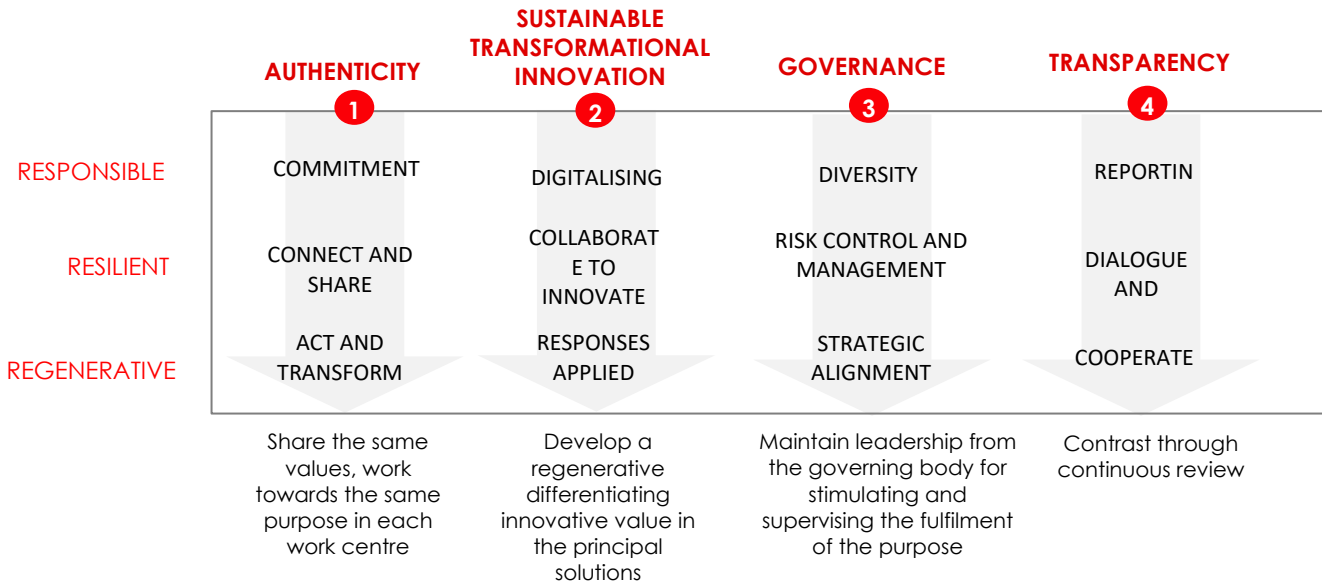 SUSTAINABLE
TRANSFORMATIONAL
INNOVATION
AUTHENTICITY
GOVERNANCE
TRANSPARENCY
1
2
3
4
RESPONSIBLE
COMMITMENT
DIGITALISING
DIVERSITY
REPORTIN
RESILIENT
CONNECT AND
SHARE
COLLABORAT
E TO
INNOVATE
RISK CONTROL AND
MANAGEMENT
DIALOGUE
AND
REGENERATIVE
ACT AND
TRANSFORM
RESPONSES
APPLIED
STRATEGIC
ALIGNMENT
COOPERATE
Share the same
values, work
towards the same
purpose in each
work centre
Develop a
regenerative
differentiating
innovative value in
the principal
solutions
Maintain leadership from
the governing body for
stimulating and
supervising the fulfilment
of the purpose
Contrast through
continuous review